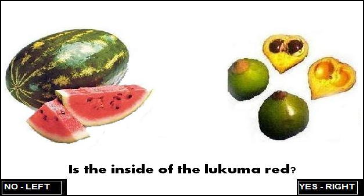 Is the inside of the lukuma red?
NO - LEFT
YES - RIGHT